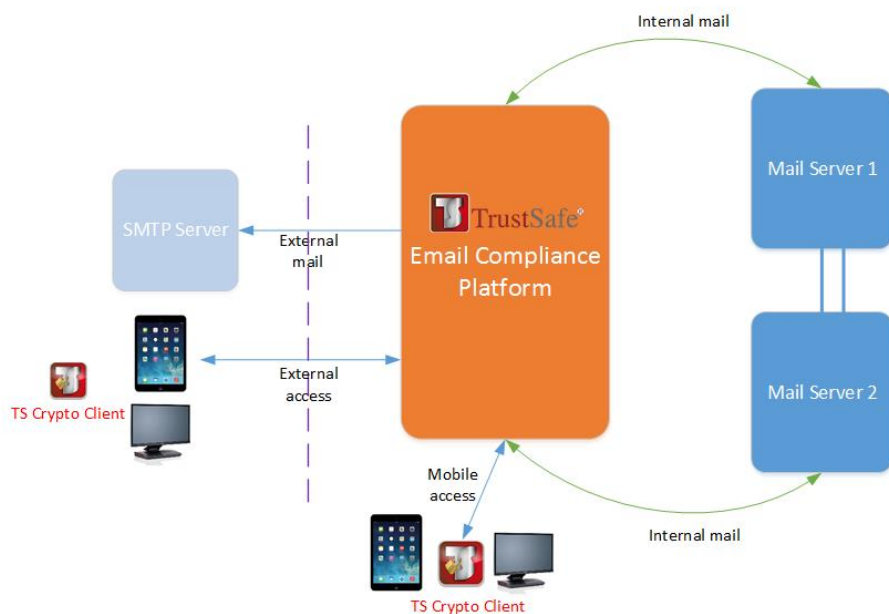 Internal mail
Mail Server 1
SMTP Server
TrustSafe
Email Compliance
Platform
External
mail
External
access
TS Crypto Client
Mail Server 2
Mobile
access
Internal mail
TS Crypto Client